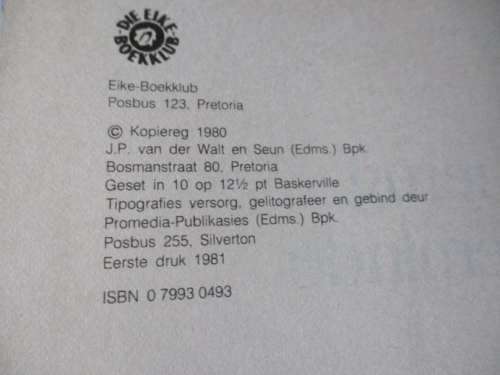 DIE EIKE
BOEKKLUB
Eike-Boekklub
Posbus 123, Pretoria
© Kopiereg 1980
J.P. van der Walt en Seun (Edms.) Bpk.
Bosmanstraat 80, Pretoria
Geset in 10 op 12½ pt Baskerville
Tipografies versorg, gelitografeer en gebind deur
Promedia-Publikasies (Edms.) Bpk.
Posbus 255, Silverton
Eerste druk 1981
ISBN 0 7993 0493